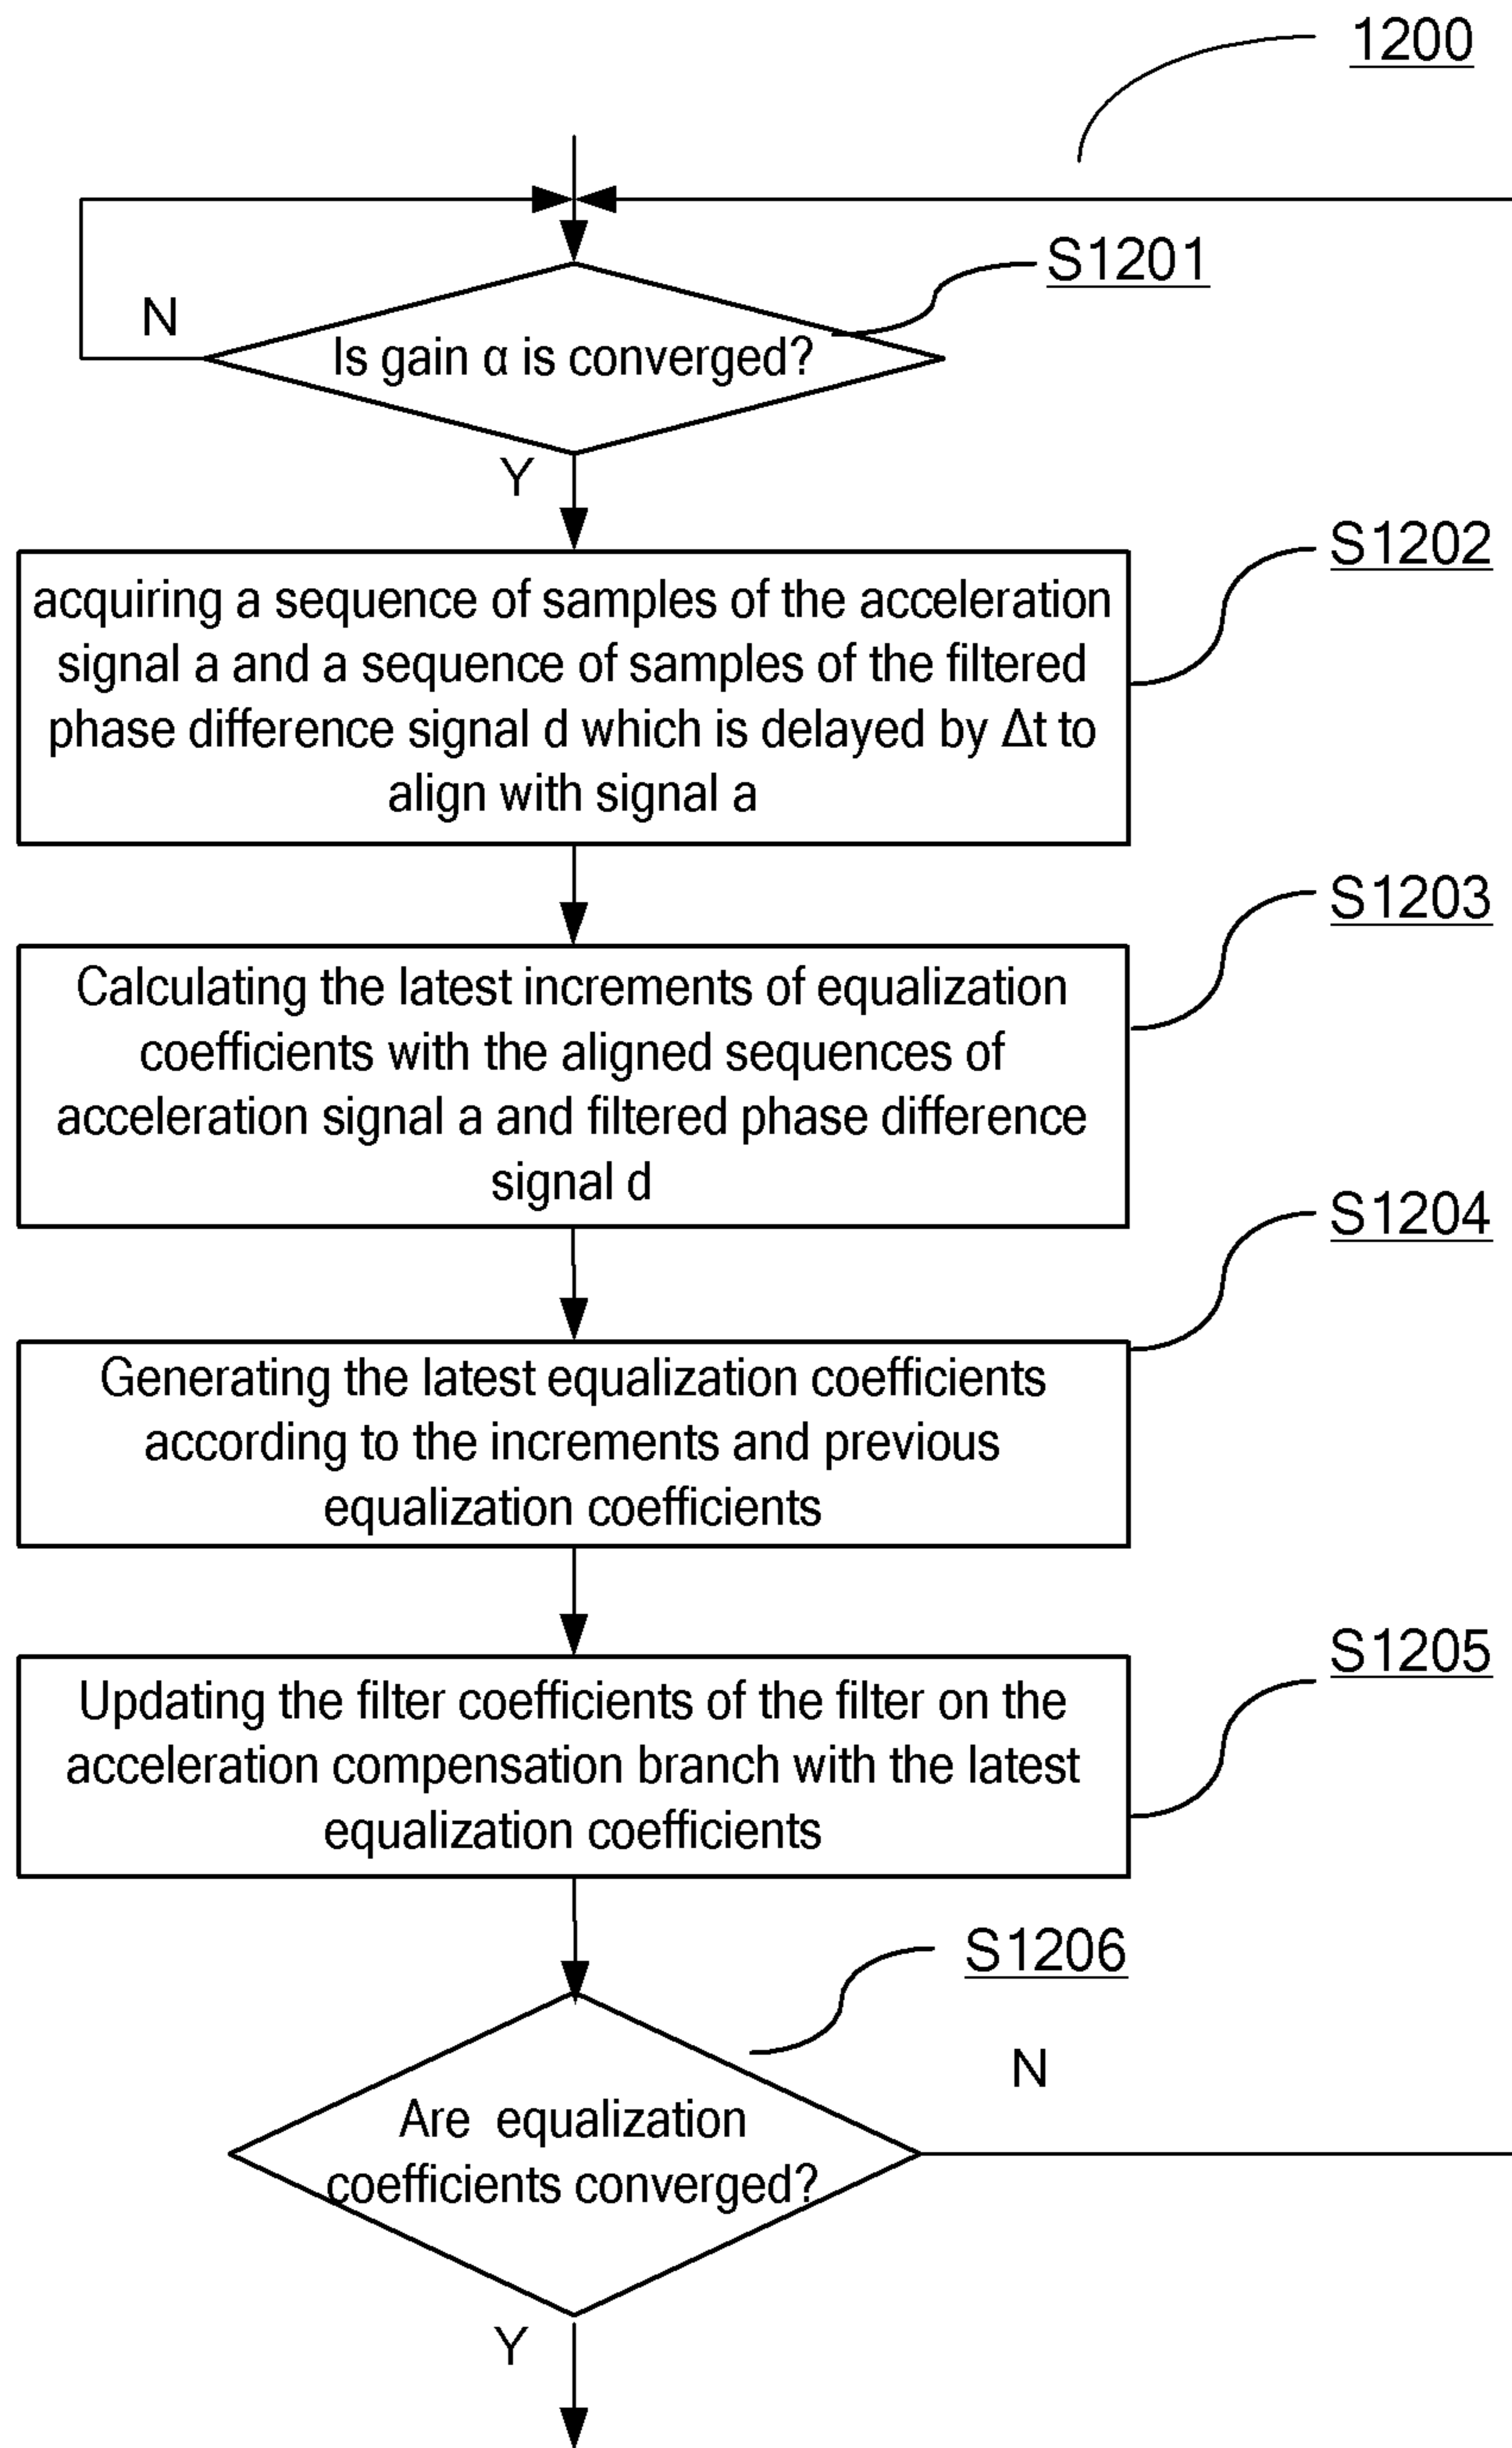 1200
S1201
N
Is gain α is converged?
Y
S1202
acquiring a sequence of samples of the acceleration
signal a and a sequence of samples of the filtered
phase difference signal d which is delayed by Δt to
align with signal a
S1203
Calculating the latest increments of equalization
coefficients with the aligned sequences of
acceleration signal a and filtered phase difference
signal d
S1204
Generating the latest equalization coefficients
according to the increments and previous
equalization coefficients
S1205
Updating the filter coefficients of the filter on the
acceleration compensation branch with the latest
equalization coefficients
S1206
N
Are equalization
coefficients converged?
Y